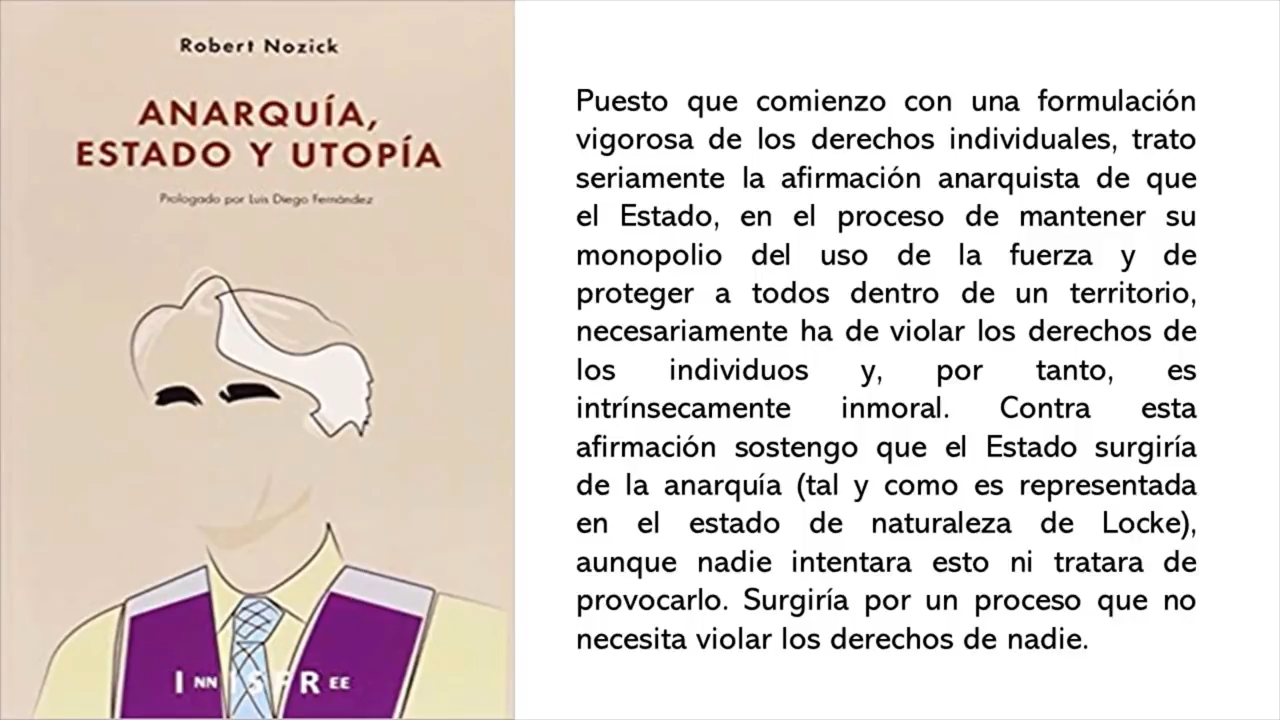 Robert Nozick
ANARQUÍA,
ESTADO Y UTOPÍA
Prologado por Luis Diego Fernández
INNISFREE
Puesto que comienzo con una formulación
vigorosa de los derechos individuales, trato
seriamente la afirmación anarquista de que
el Estado, en el proceso de mantener su
monopolio del uso de la fuerza y de
proteger a todos dentro de un territorio,
necesariamente ha de violar los derechos de
los individuos y, por tanto, es
intrínsecamente inmoral. Contra esta
afirmación sostengo que el Estado surgiría
de la anarquía (tal y como es representada
en el estado de naturaleza de Locke),
aunque nadie intentara esto ni tratara de
provocarlo. Surgiría por un proceso que no
necesita violar los derechos de nadie.